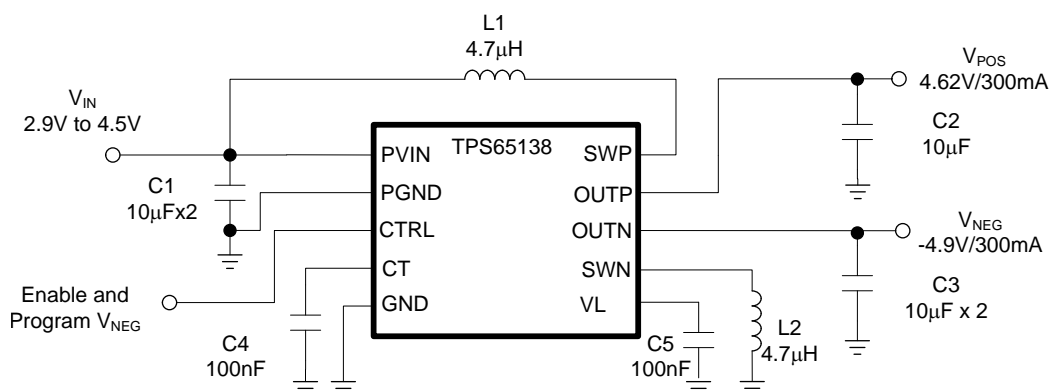 L1
4.7μH
V_IN
2.9V to 4.5V
V_POS
4.62V/300mA
C2
10μF
TPS65138
PVIN
PGND
CTRL
CT
GND
SWP
OUTP
OUTN
SWN
VL
C1
10μFx2
V_NEG
-4.9V/300mA
C3
10μF x 2
Enable and
Program V_NEG
C4
100nF
C5
100nF
L2
4.7μH